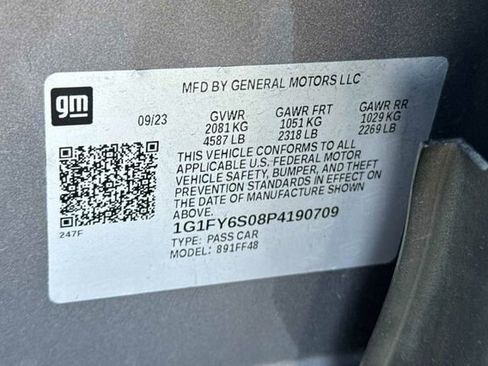 gm
MFD BY GENERAL MOTORS LLC
09/23 GVWR GAWR FRT GAWR RR
2081 KG 1051 KG 1029 KG
4587 LB 2318 LB 2269 LB
THIS VEHICLE CONFORMS TO ALL
APPLICABLE U.S. FEDERAL MOTOR
VEHICLE SAFETY, BUMPER, AND THEFT
PREVENTION STANDARDS IN EFFECT ON
THE DATE OF MANUFACTURE SHOWN
ABOVE.
1G1FY6S08P4190709
TYPE: PASS CAR
MODEL: 891FF48
247F